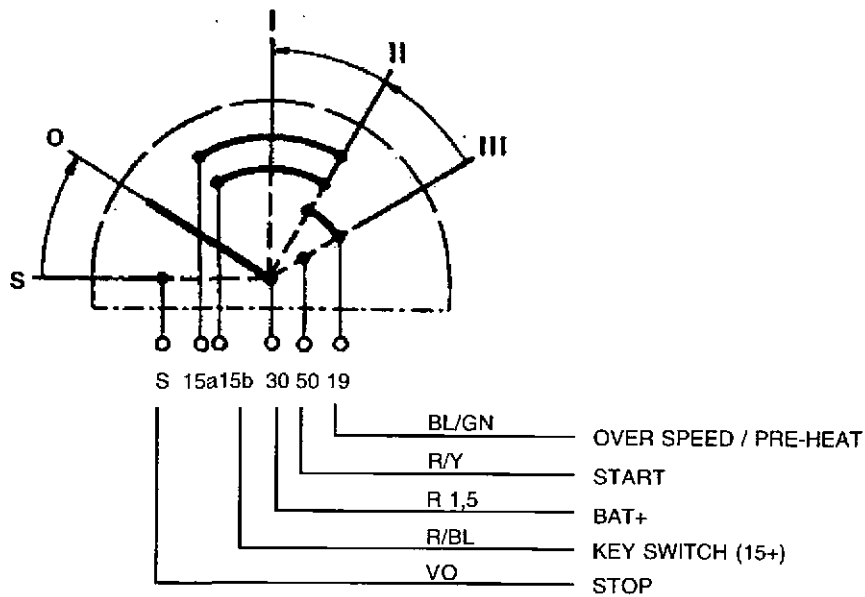 I
II
O
III
S
S 15a 15b 30 50 19
BL/GN OVER SPEED / PRE-HEAT
R/Y START
R 1,5 BAT+
R/BL KEY SWITCH (15+)
VO STOP